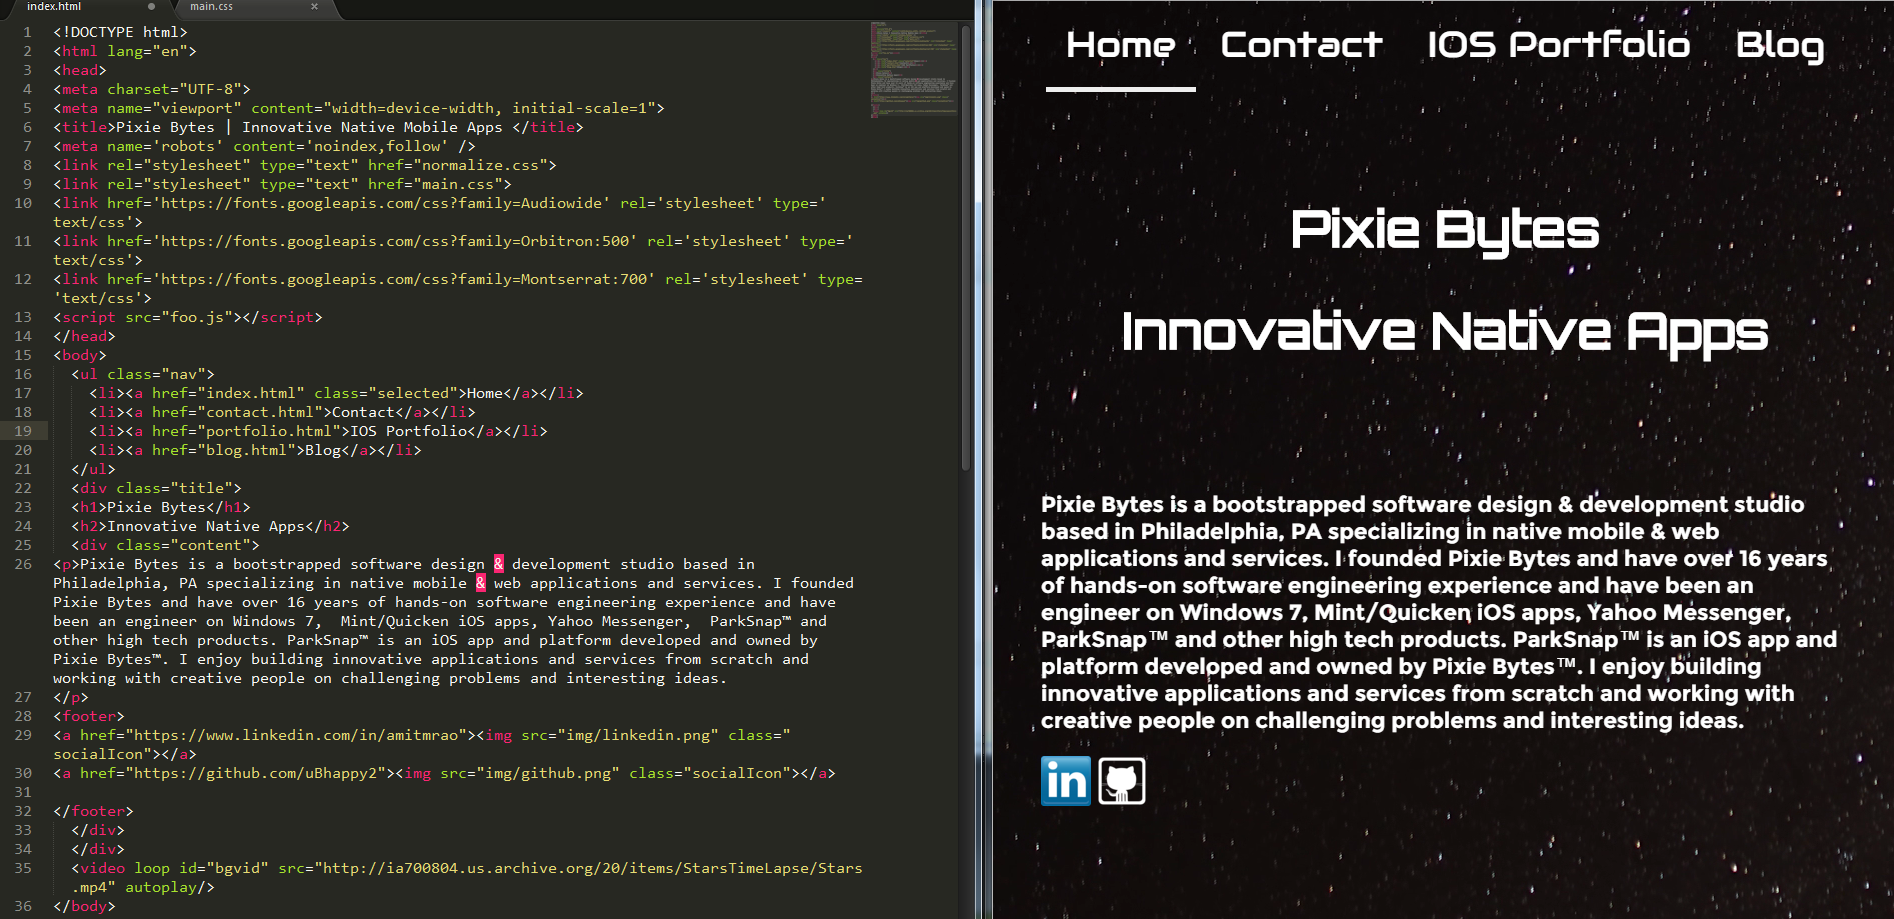 index.html
main.css ×
1 <!DOCTYPE html>
2 <html lang="en">
3 <head>
4 <meta charset="UTF-8">
5 <meta name="viewport" content="width=device-width, initial-scale=1">
6 <title>Pixie Bytes | Innovative Native Mobile Apps </title>
7 <meta name='robots' content='noindex,follow' />
8 <link rel="stylesheet" type="text" href="normalize.css">
9 <link rel="stylesheet" type="text" href="main.css">
10 <link href='https://fonts.googleapis.com/css?family=Audiowide' rel='stylesheet' type='
text/css'>
11 <link href='https://fonts.googleapis.com/css?family=Orbitron:500' rel='stylesheet' type='
text/css'>
12 <link href='https://fonts.googleapis.com/css?family=Montserrat:700' rel='stylesheet' type=
'text/css'>
13 <script src="foo.js"></script>
14 </head>
15 <body>
16 <ul class="nav">
17 <li><a href="index.html" class="selected">Home</a></li>
18 <li><a href="contact.html">Contact</a></li>
19 <li><a href="portfolio.html">IOS Portfolio</a></li>
20 <li><a href="blog.html">Blog</a></li>
21 </ul>
22 <div class="title">
23 <h1>Pixie Bytes</h1>
24 <h2>Innovative Native Apps</h2>
25 <div class="content">
26 <p>Pixie Bytes is a bootstrapped software design & development studio based in
Philadelphia, PA specializing in native mobile & web applications and services. I founded
Pixie Bytes and have over 16 years of hands-on software engineering experience and have
been an engineer on Windows 7,  Mint/Quicken iOS apps, Yahoo Messenger,  ParkSnap™ and
other high tech products. ParkSnap™ is an iOS app and platform developed and owned by
Pixie Bytes™. I enjoy building innovative applications and services from scratch and
working with creative people on challenging problems and interesting ideas.
27 </p>
28 <footer>
29 <a href="https://www.linkedin.com/in/amitmrao"><img src="img/linkedin.png" class="
socialIcon"></a>
30 <a href="https://github.com/uBhappy2"><img src="img/github.png" class="socialIcon"></a>
31
32 </footer>
33 </div>
34 </div>
35 <video loop id="bgvid" src="http://ia700804.us.archive.org/20/items/StarsTimeLapse/Stars
.mp4" autoplay/>
36 </body>
Home Contact IOS Portfolio Blog
Pixie Bytes
Innovative Native Apps
Pixie Bytes is a bootstrapped software design & development studio
based in Philadelphia, PA specializing in native mobile & web
applications and services. I founded Pixie Bytes and have over 16 years
of hands-on software engineering experience and have been an
engineer on Windows 7, Mint/Quicken iOS apps, Yahoo Messenger,
ParkSnap™ and other high tech products. ParkSnap™ is an iOS app and
platform developed and owned by Pixie Bytes™. I enjoy building
innovative applications and services from scratch and working with
creative people on challenging problems and interesting ideas.
in